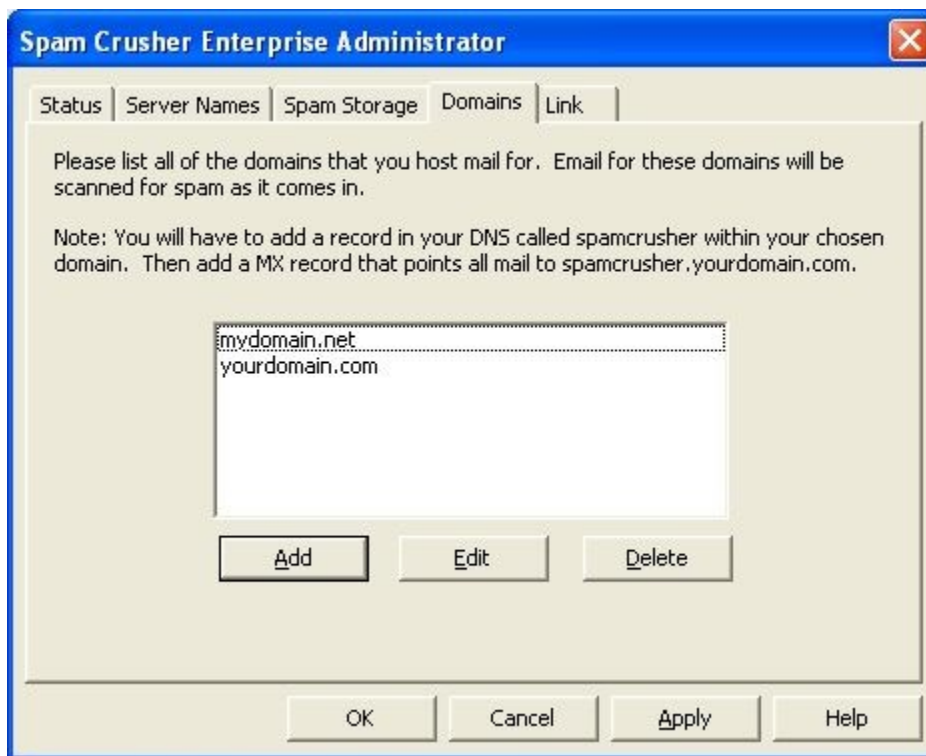 Spam Crusher Enterprise Administrator
Status Server Names Spam Storage Domains Link
Please list all of the domains that you host mail for.  Email for these domains will be
scanned for spam as it comes in.
Note: You will have to add a record in your DNS called spamcrusher within your chosen
domain.  Then add a MX record that points all mail to spamcrusher.yourdomain.com.
mydomain.net
yourdomain.com
Add Edit Delete
OK Cancel Apply Help